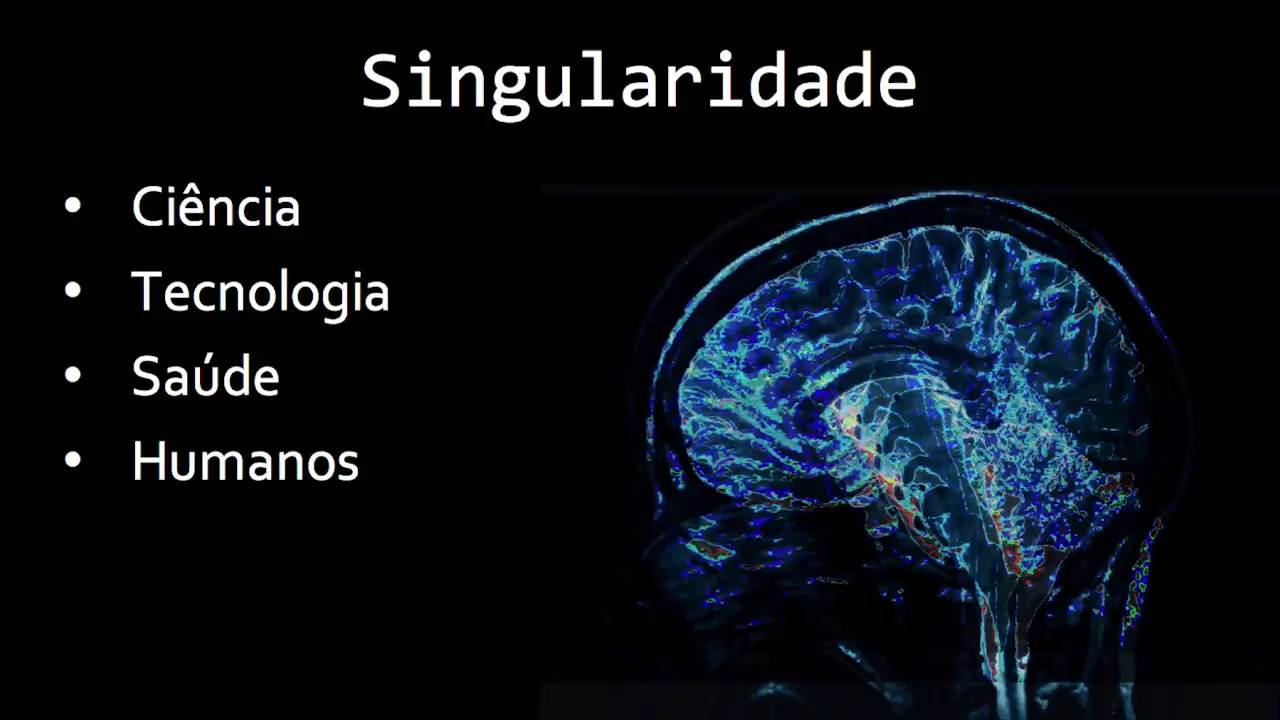 Singularidade
• Ciência
• Tecnologia
• Saúde
• Humanos